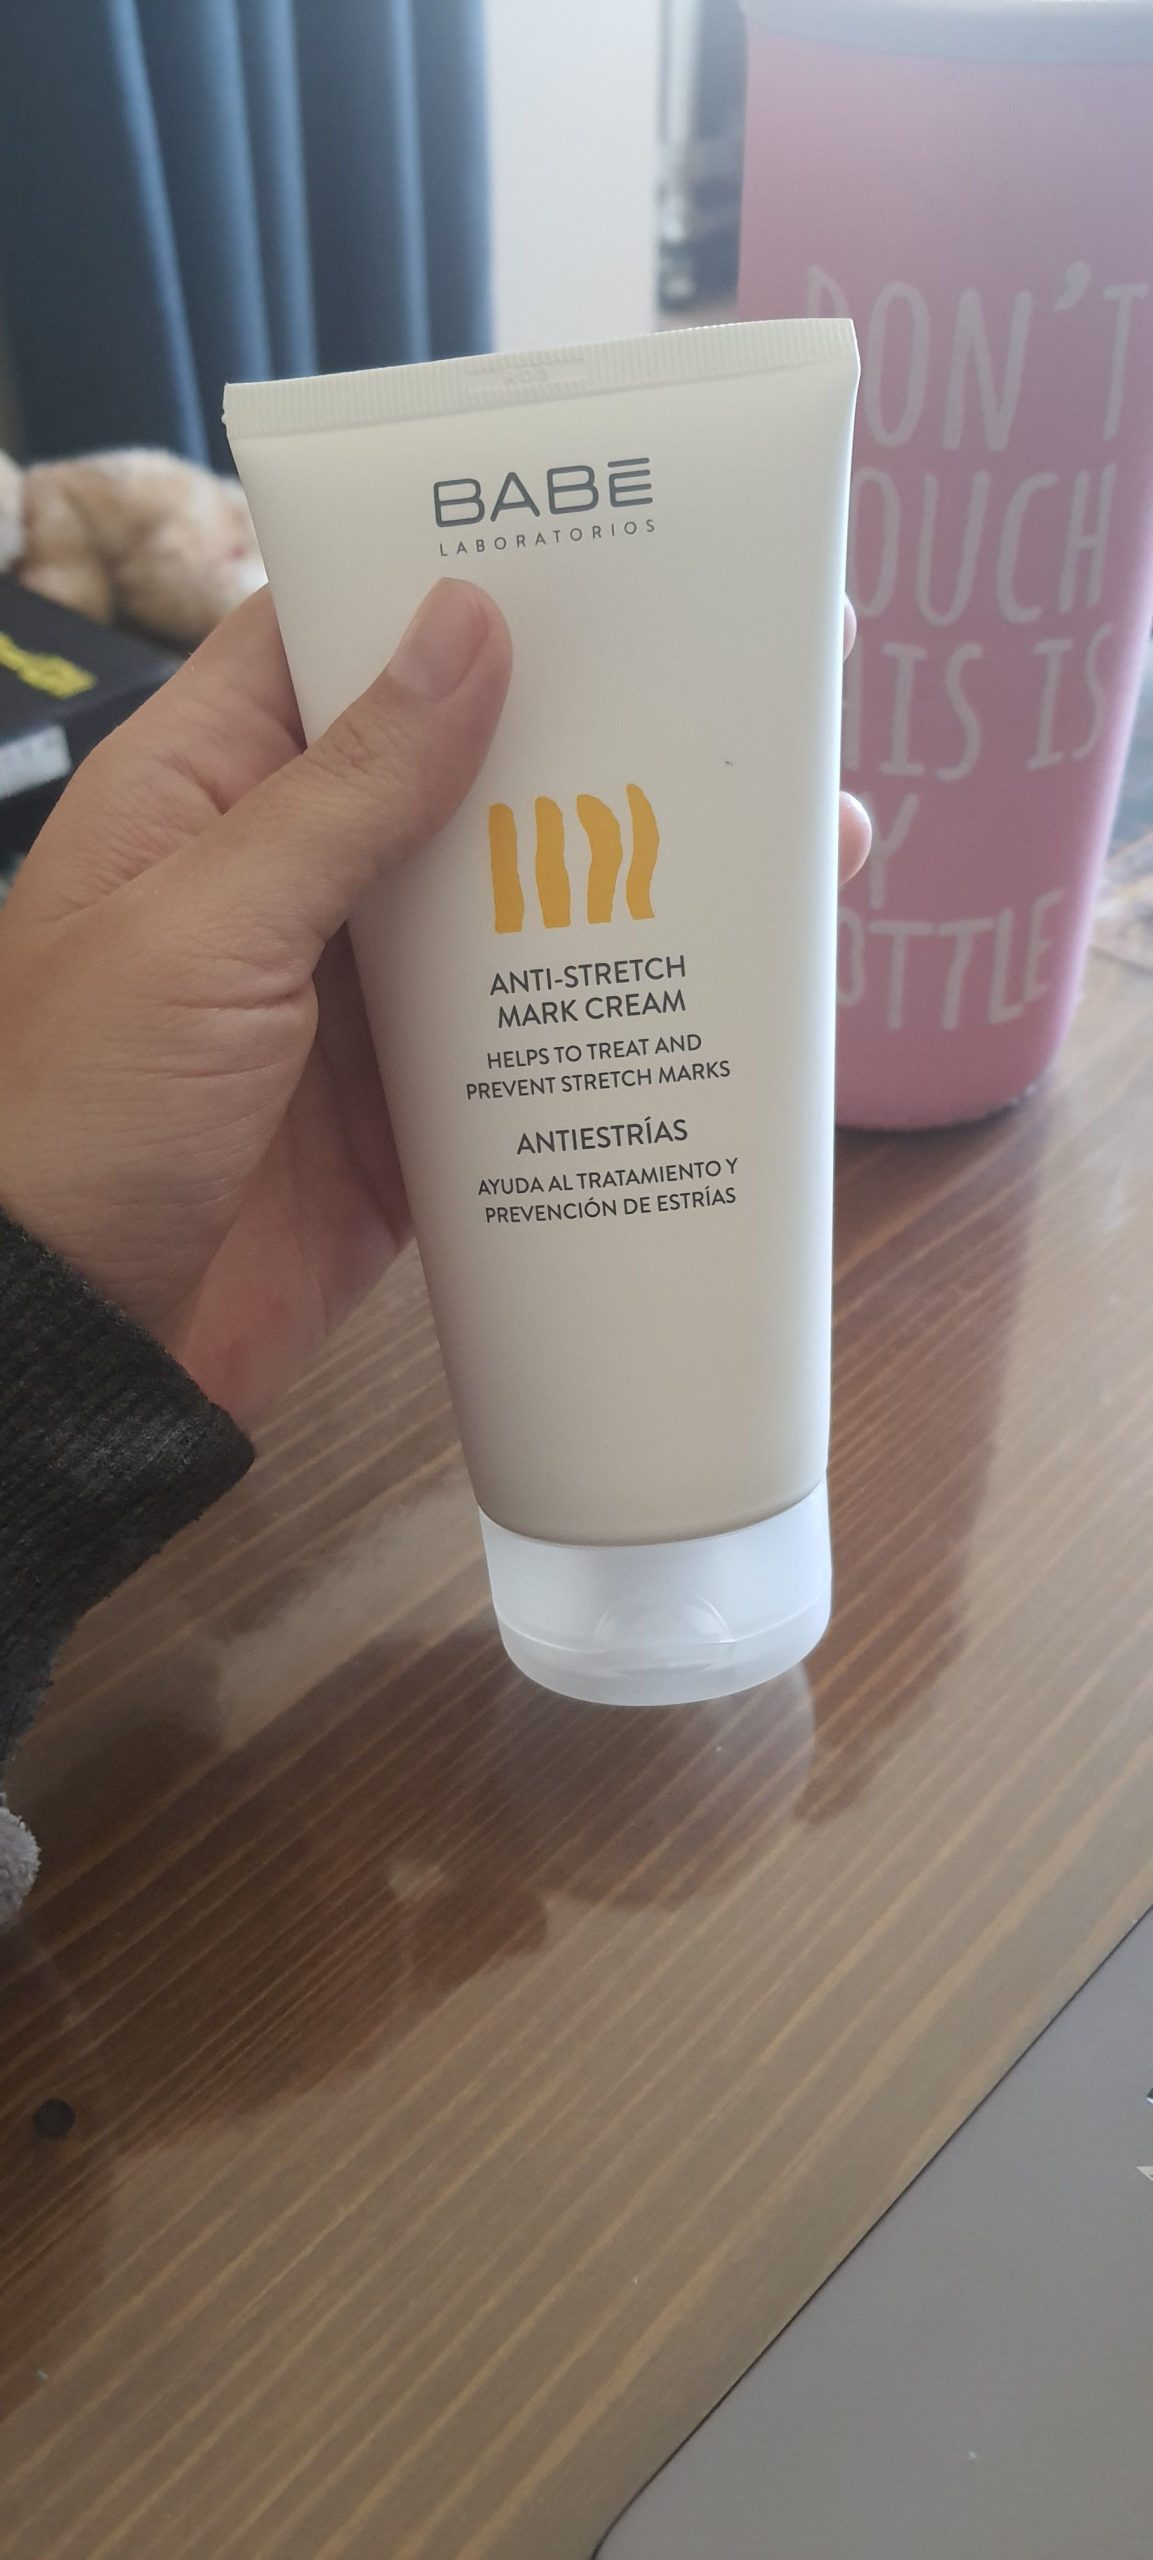 BABĒ
LABORATORIOS
ANTI-STRETCH
MARK CREAM
HELPS TO TREAT AND
PREVENT STRETCH MARKS
ANTIESTRÍAS
AYUDA AL TRATAMIENTO Y
PREVENCIÓN DE ESTRÍAS
DON'T
OUCH
HIS IS
Y
OTTLE